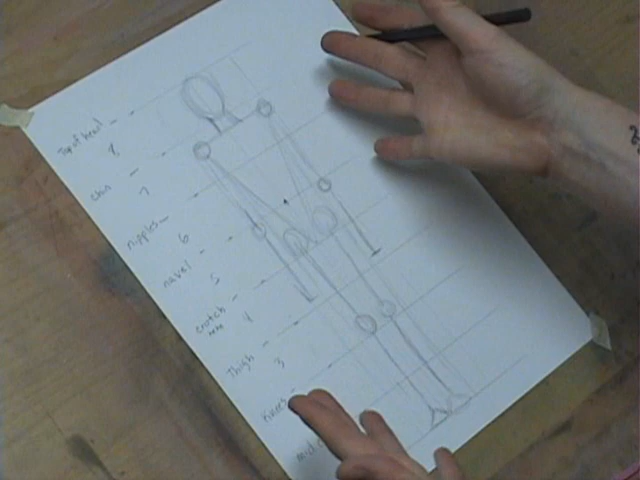 Top of head
8
chin
7
nipples
6
navel
5
crotch
4
Thigh
3
Knees